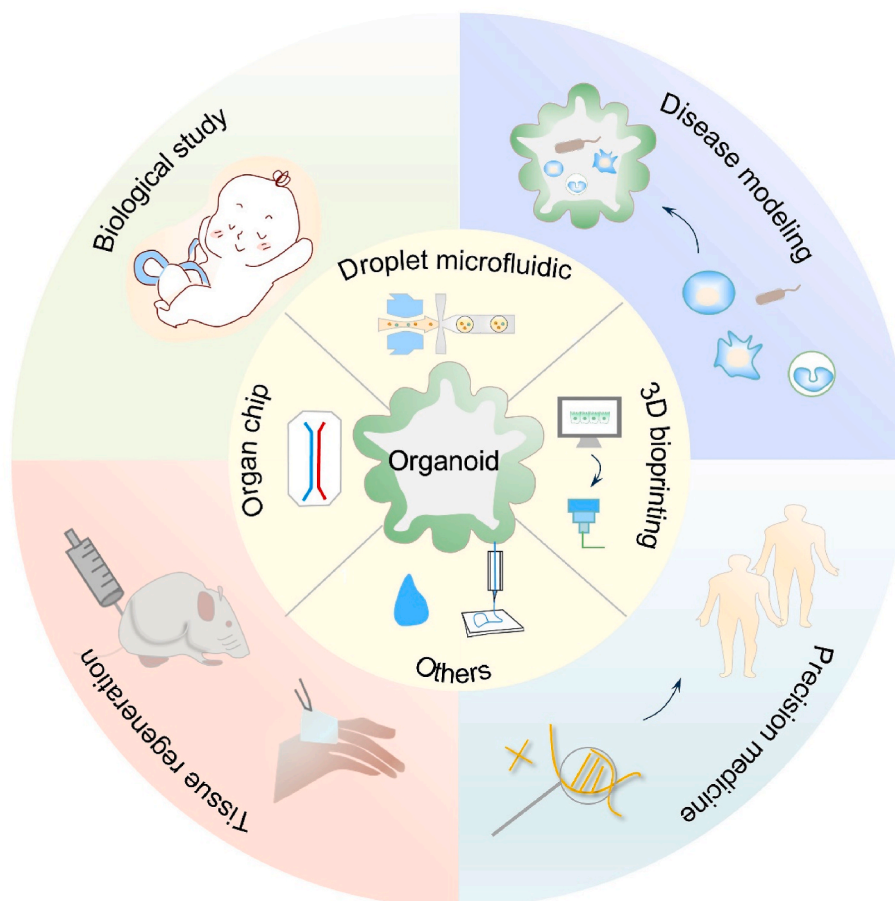 Biological study
Disease modeling
Droplet microfluidic
Organ chip
Organoid
3D bioprinting
Others
Tissue regeneration
Precision medicine